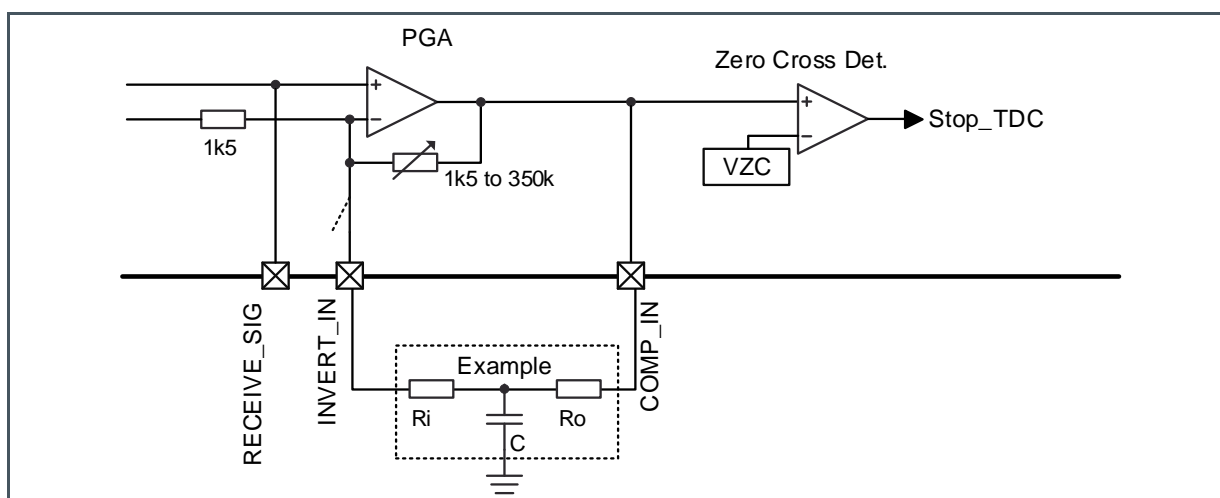 PGA
Zero Cross Det.
+
−
+
−
Stop_TDC
1k5
1k5 to 350k
VZC
RECEIVE_SIG
INVERT_IN
COMP_IN
Example
Ri
Ro
C